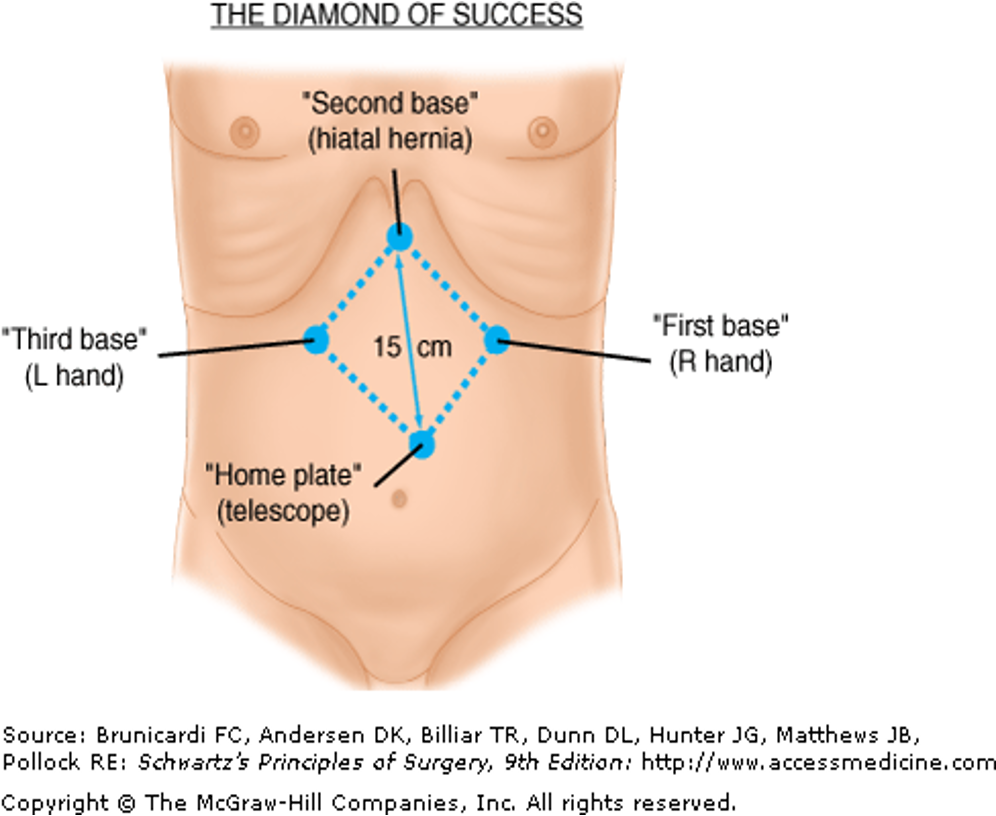 THE DIAMOND OF SUCCESS
"Second base"
(hiatal hernia)
"Third base"
(L hand)
15 cm
"First base"
(R hand)
"Home plate"
(telescope)
Source: Brunicardi FC, Andersen DK, Billiar TR, Dunn DL, Hunter JG, Matthews JB,
Pollock RE: Schwartz's Principles of Surgery, 9th Edition: http://www.accessmedicine.com
Copyright © The McGraw-Hill Companies, Inc. All rights reserved.